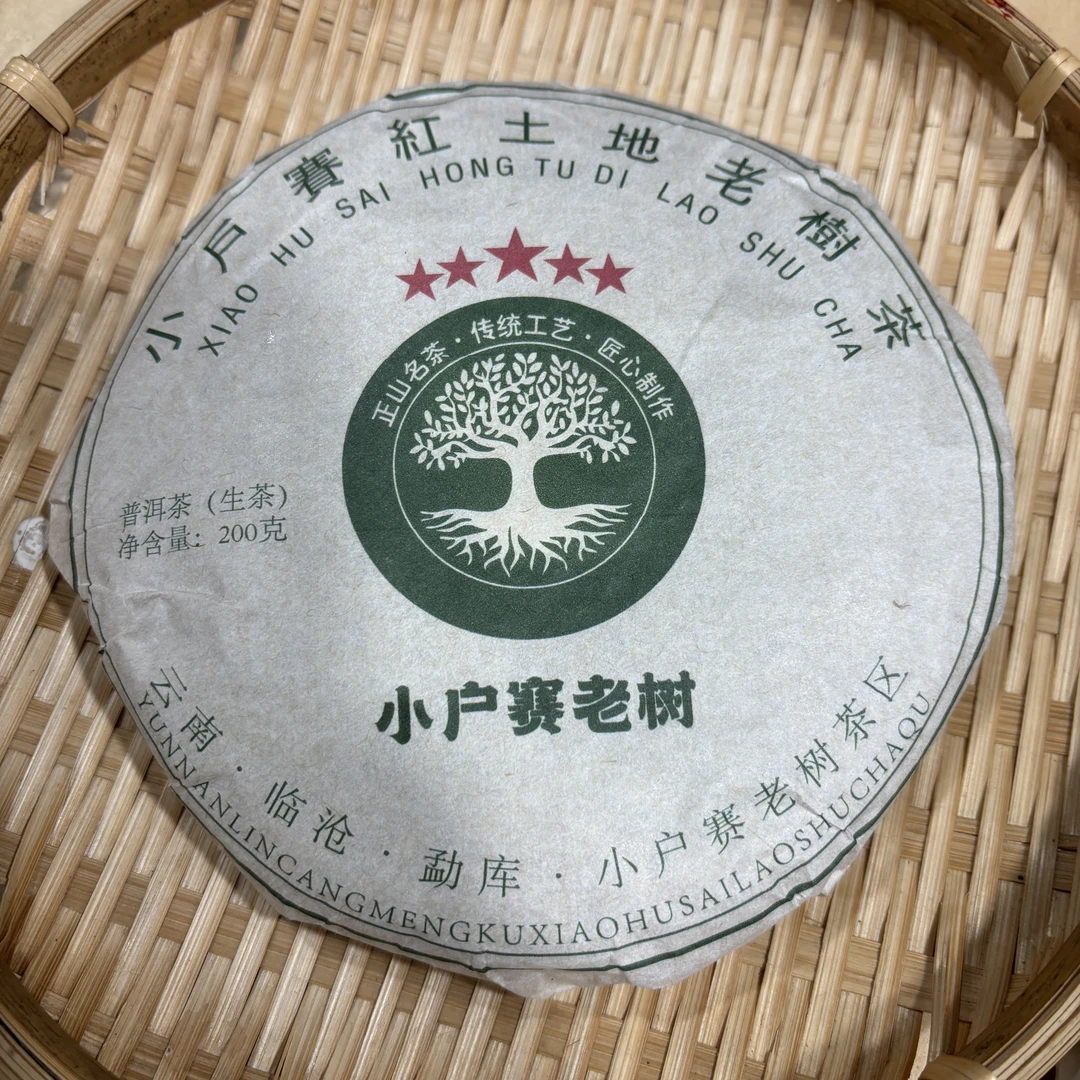 小戶賽紅土地老樹茶
XIAO HU SAI HONG TU DI LAO SHU CHA
正山名茶·传统工艺·匠心制作
普洱茶（生茶）
净含量：200克
小户赛老树
云南·临沧·勐库·小户赛老树茶区
YUNNANLINCANGMENGKUXIAOHUSAILAOSHUCHAQU